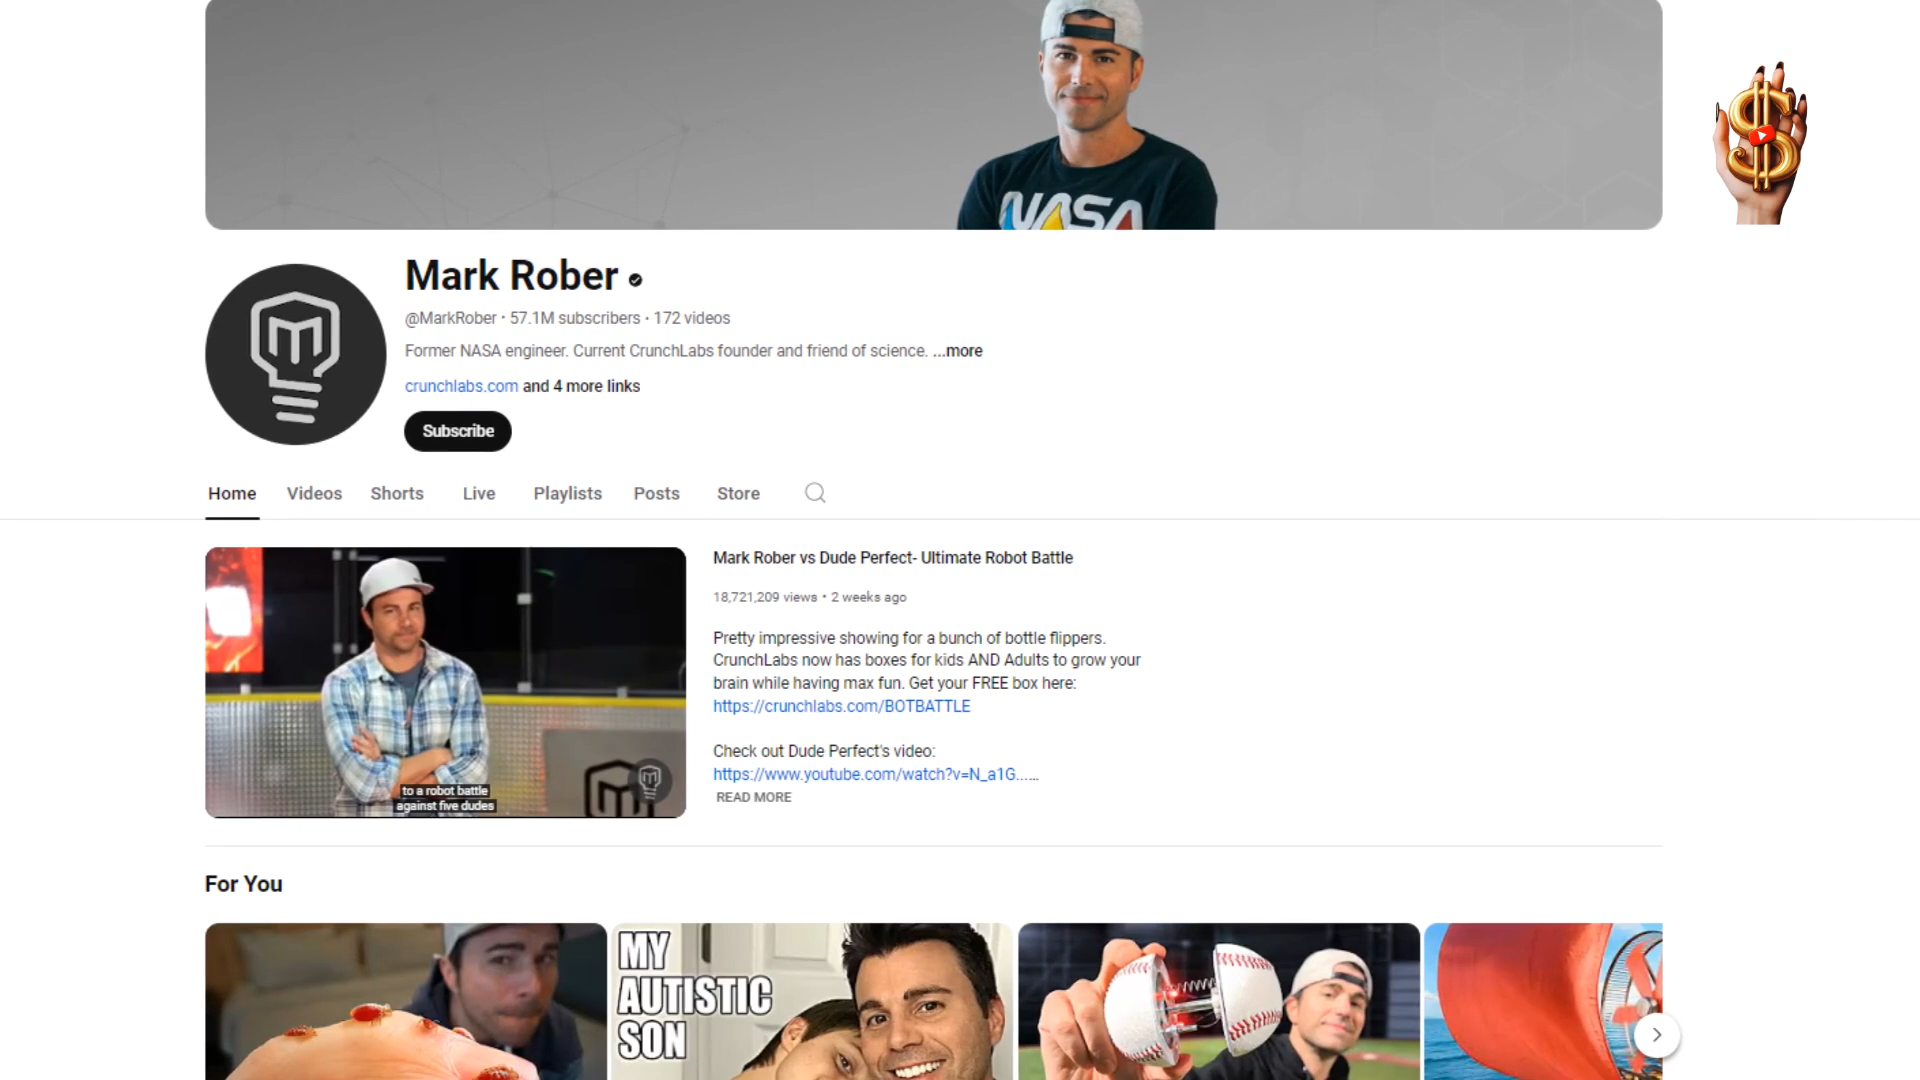 NASA
Mark Rober
@MarkRober • 57.1M subscribers • 172 videos
Former NASA engineer. Current CrunchLabs founder and friend of science. ...more
crunchlabs.com and 4 more links
Subscribe
Home Videos Shorts Live Playlists Posts Store
Mark Rober vs Dude Perfect- Ultimate Robot Battle
18,721,209 views • 2 weeks ago
Pretty impressive showing for a bunch of bottle flippers.
CrunchLabs now has boxes for kids AND Adults to grow your
brain while having max fun. Get your FREE box here:
https://crunchlabs.com/BOTBATTLE
Check out Dude Perfect's video:
https://www.youtube.com/watch?v=N_a1G......
READ MORE
to a robot battle
against five dudes
For You
MY
AUTISTIC
SON